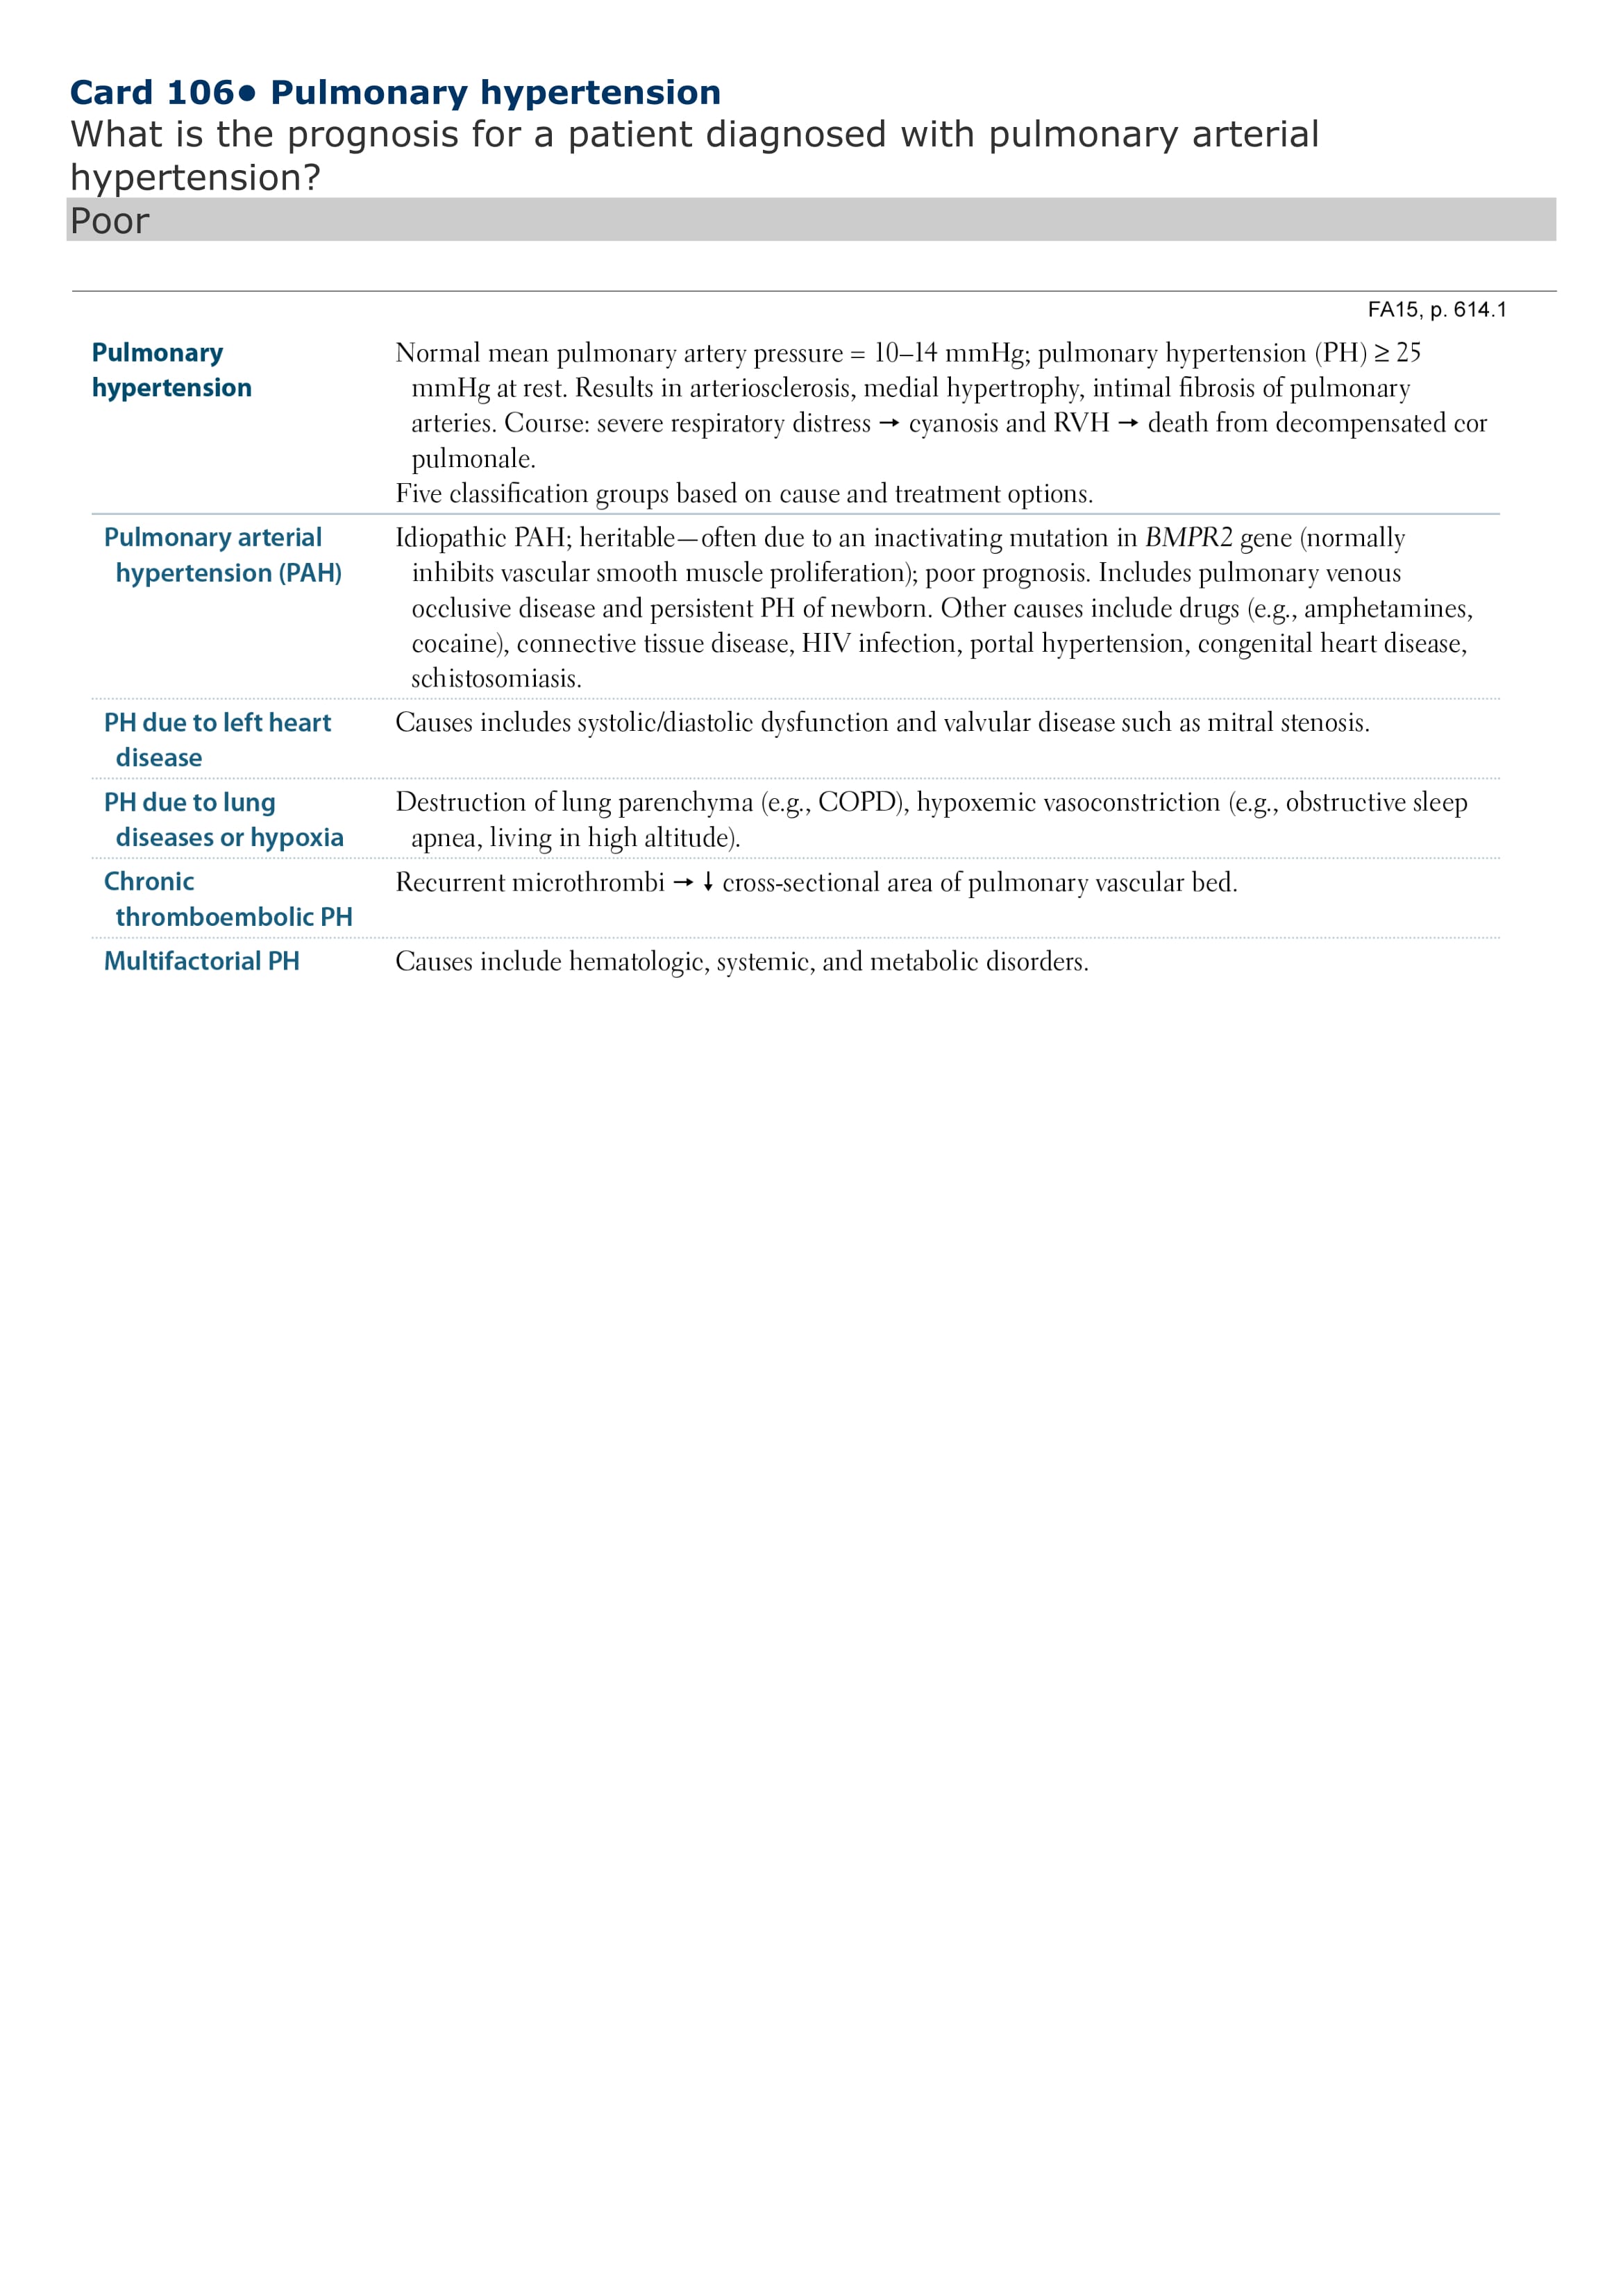 Card 106● Pulmonary hypertension
What is the prognosis for a patient diagnosed with pulmonary arterial
hypertension?
Poor
FA15, p. 614.1
Pulmonary
hypertension
Normal mean pulmonary artery pressure = 10–14 mmHg; pulmonary hypertension (PH) ≥ 25
mmHg at rest. Results in arteriosclerosis, medial hypertrophy, intimal fibrosis of pulmonary
arteries. Course: severe respiratory distress → cyanosis and RVH → death from decompensated cor
pulmonale.
Five classification groups based on cause and treatment options.
Pulmonary arterial
hypertension (PAH)
Idiopathic PAH; heritable—often due to an inactivating mutation in BMPR2 gene (normally
inhibits vascular smooth muscle proliferation); poor prognosis. Includes pulmonary venous
occlusive disease and persistent PH of newborn. Other causes include drugs (e.g., amphetamines,
cocaine), connective tissue disease, HIV infection, portal hypertension, congenital heart disease,
schistosomiasis.
PH due to left heart
disease
Causes includes systolic/diastolic dysfunction and valvular disease such as mitral stenosis.
PH due to lung
diseases or hypoxia
Destruction of lung parenchyma (e.g., COPD), hypoxemic vasoconstriction (e.g., obstructive sleep
apnea, living in high altitude).
Chronic
thromboembolic PH
Recurrent microthrombi → ↓ cross-sectional area of pulmonary vascular bed.
Multifactorial PH
Causes include hematologic, systemic, and metabolic disorders.